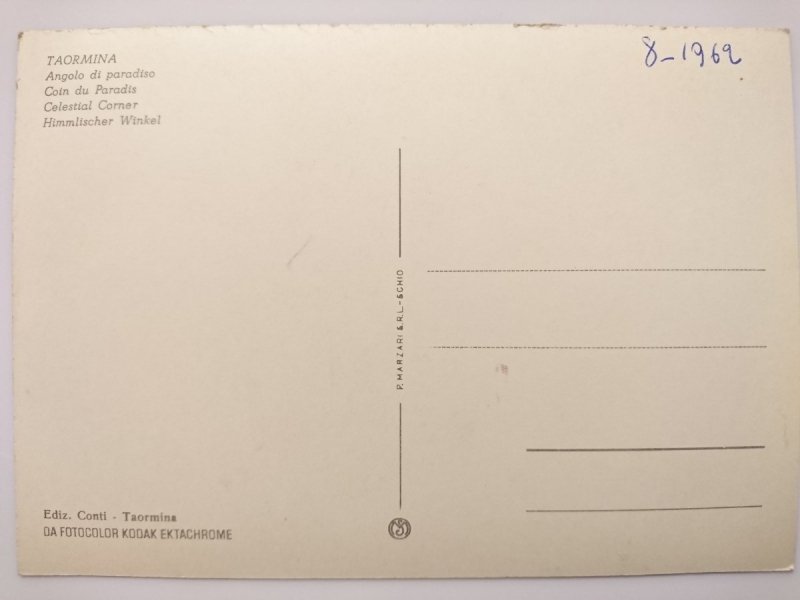 TAORMINA
Angolo di paradiso
Coin du Paradis
Celestial Corner
Himmlischer Winkel
8-1962
P. MARZARI S.R.L.-SCHIO
Ediz. Conti - Taormina
DA FOTOCOLOR KODAK EKTACHROME